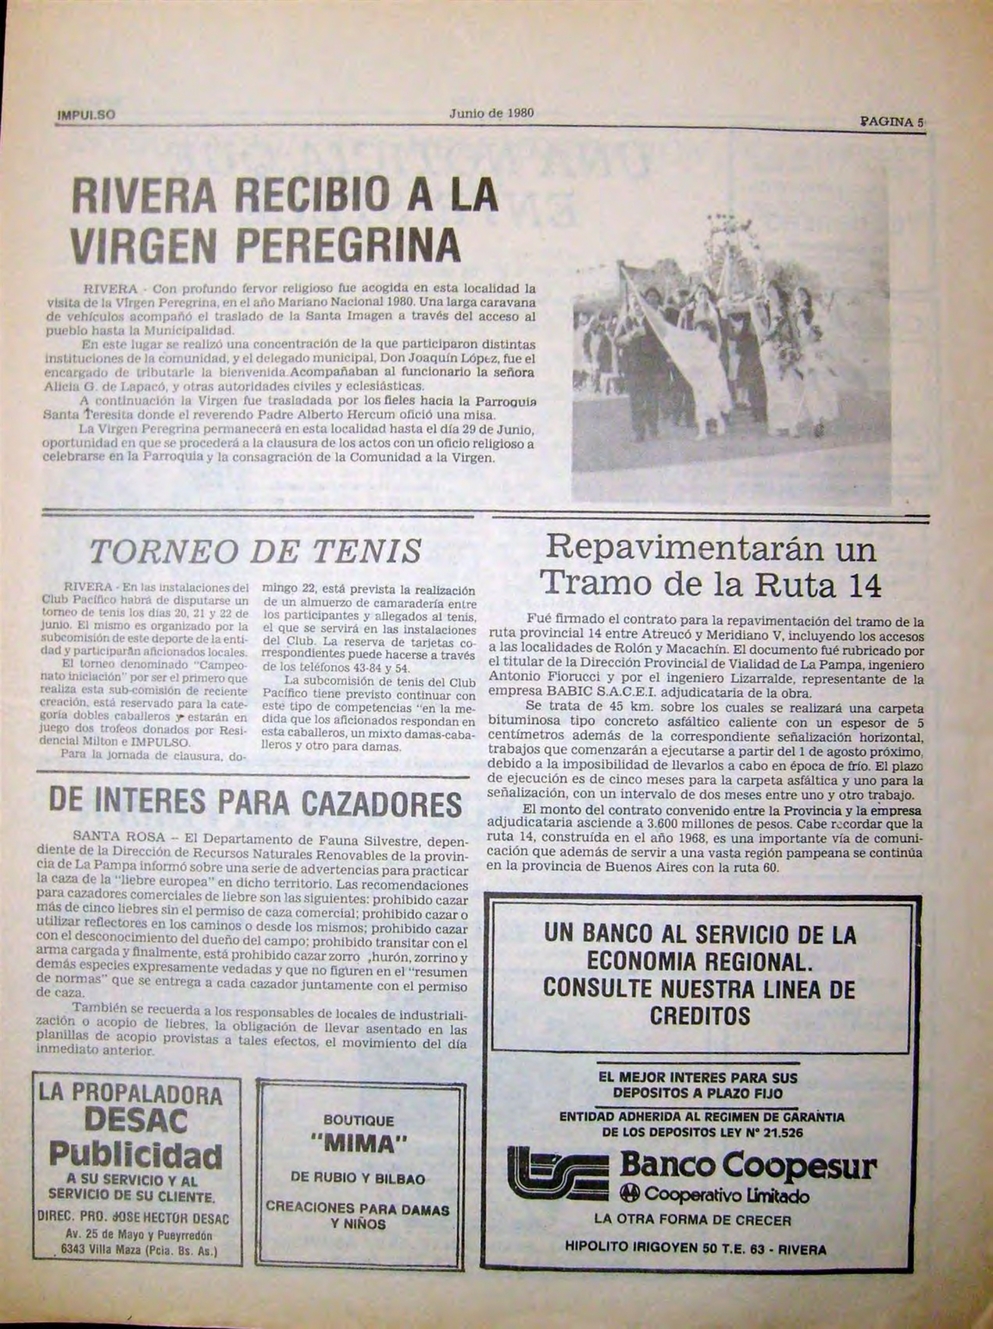 IMPULSO
Junio de 1980
PAGINA 5
RIVERA RECIBIO A LA
VIRGEN PEREGRINA
RIVERA - Con profundo fervor religioso fue acogida en esta localidad la
visita de la Virgen Peregrina, en el año Mariano Nacional 1980. Una larga caravana
de vehículos acompañó el traslado de la Santa Imagen a través del acceso al
pueblo hasta la Municipalidad.
En este lugar se realizó una concentración de la que participaron distintas
instituciones de la comunidad, y el delegado municipal, Don Joaquín López, fue el
encargado de tributarle la bienvenida.Acompañaban al funcionario la señora
Alicia G. de Lapacó, y otras autoridades civiles y eclesiásticas.
A continuación la Virgen fue trasladada por los fieles hacia la Parroquia
Santa Teresita donde el reverendo Padre Alberto Hercum ofició una misa.
La Virgen Peregrina permanecerá en esta localidad hasta el día 29 de Junio,
oportunidad en que se procederá a la clausura de los actos con un oficio religioso a
celebrarse en la Parroquia y la consagración de la Comunidad a la Virgen.
TORNEO DE TENIS
RIVERA - En las instalaciones del
Club Pacífico habrá de disputarse un
torneo de tenis los días 20, 21 y 22 de
junio. El mismo es organizado por la
subcomisión de este deporte de la enti-
dad y participarán aficionados locales.
El torneo denominado "Campeo-
nato iniciación" por ser el primero que
realiza esta sub-comisión de reciente
creación, está reservado para la cate-
goría dobles caballeros y estarán en
juego dos trofeos donados por Resi-
dencial Milton e IMPULSO.
Para la jornada de clausura, do-
mingo 22, está prevista la realización
de un almuerzo de camaradería entre
los participantes y allegados al tenis,
el que se servirá en las instalaciones
del Club. La reserva de tarjetas co-
rrespondientes puede hacerse a través
de los teléfonos 43-84 y 54.
La subcomisión de tenis del Club
Pacífico tiene previsto continuar con
este tipo de competencias "en la me-
dida que los aficionados respondan en
esta caballeros, un mixto damas-caba-
lleros y otro para damas.
DE INTERES PARA CAZADORES
SANTA ROSA – El Departamento de Fauna Silvestre, depen-
diente de la Dirección de Recursos Naturales Renovables de la provin-
cia de La Pampa informó sobre una serie de advertencias para practicar
la caza de la "liebre europea" en dicho territorio. Las recomendaciones
para cazadores comerciales de liebre son las siguientes: prohibido cazar
más de cinco liebres sin el permiso de caza comercial; prohibido cazar o
utilizar reflectores en los caminos o desde los mismos; prohibido cazar
con el desconocimiento del dueño del campo; prohibido transitar con el
arma cargada y finalmente, está prohibido cazar zorro ,hurón, zorrino y
demás especies expresamente vedadas y que no figuren en el "resumen
de normas" que se entrega a cada cazador juntamente con el permiso
de caza.
También se recuerda a los responsables de locales de industriali-
zación o acopio de liebres, la obligación de llevar asentado en las
planillas de acopio provistas a tales efectos, el movimiento del día
inmediato anterior.
Repavimentarán un
Tramo de la Ruta 14
Fué firmado el contrato para la repavimentación del tramo de la
ruta provincial 14 entre Atreucó y Meridiano V, incluyendo los accesos
a las localidades de Rolón y Macachín. El documento fué rubricado por
el titular de la Dirección Provincial de Vialidad de La Pampa, ingeniero
Antonio Fiorucci y por el ingeniero Lizarralde, representante de la
empresa BABIC S.A.C.E.I. adjudicataria de la obra.
Se trata de 45 km. sobre los cuales se realizará una carpeta
bituminosa tipo concreto asfáltico caliente con un espesor de 5
centímetros además de la correspondiente señalización horizontal,
trabajos que comenzarán a ejecutarse a partir del 1 de agosto próximo,
debido a la imposibilidad de llevarlos a cabo en época de frío. El plazo
de ejecución es de cinco meses para la carpeta asfáltica y uno para la
señalización, con un intervalo de dos meses entre uno y otro trabajo.
El monto del contrato convenido entre la Provincia y la empresa
adjudicataria asciende a 3.600 millones de pesos. Cabe recordar que la
ruta 14, construída en el año 1968, es una importante vía de comuni-
cación que además de servir a una vasta región pampeana se continúa
en la provincia de Buenos Aires con la ruta 60.
UN BANCO AL SERVICIO DE LA
ECONOMIA REGIONAL.
CONSULTE NUESTRA LINEA DE
CREDITOS
EL MEJOR INTERES PARA SUS
DEPOSITOS A PLAZO FIJO
ENTIDAD ADHERIDA AL REGIMEN DE GARANTIA
DE LOS DEPOSITOS LEY N° 21.526
Banco Coopesur
Cooperativo Limitado
LA OTRA FORMA DE CRECER
HIPOLITO IRIGOYEN 50 T.E. 63 - RIVERA
LA PROPALADORA
DESAC
Publicidad
A SU SERVICIO Y AL
SERVICIO DE SU CLIENTE.
DIREC. PRO. JOSE HECTOR DESAC
Av. 25 de Mayo y Pueyrredón
6343 Villa Maza (Pcia. Bs. As.)
BOUTIQUE
"MIMA"
DE RUBIO Y BILBAO
CREACIONES PARA DAMAS
Y NIÑOS